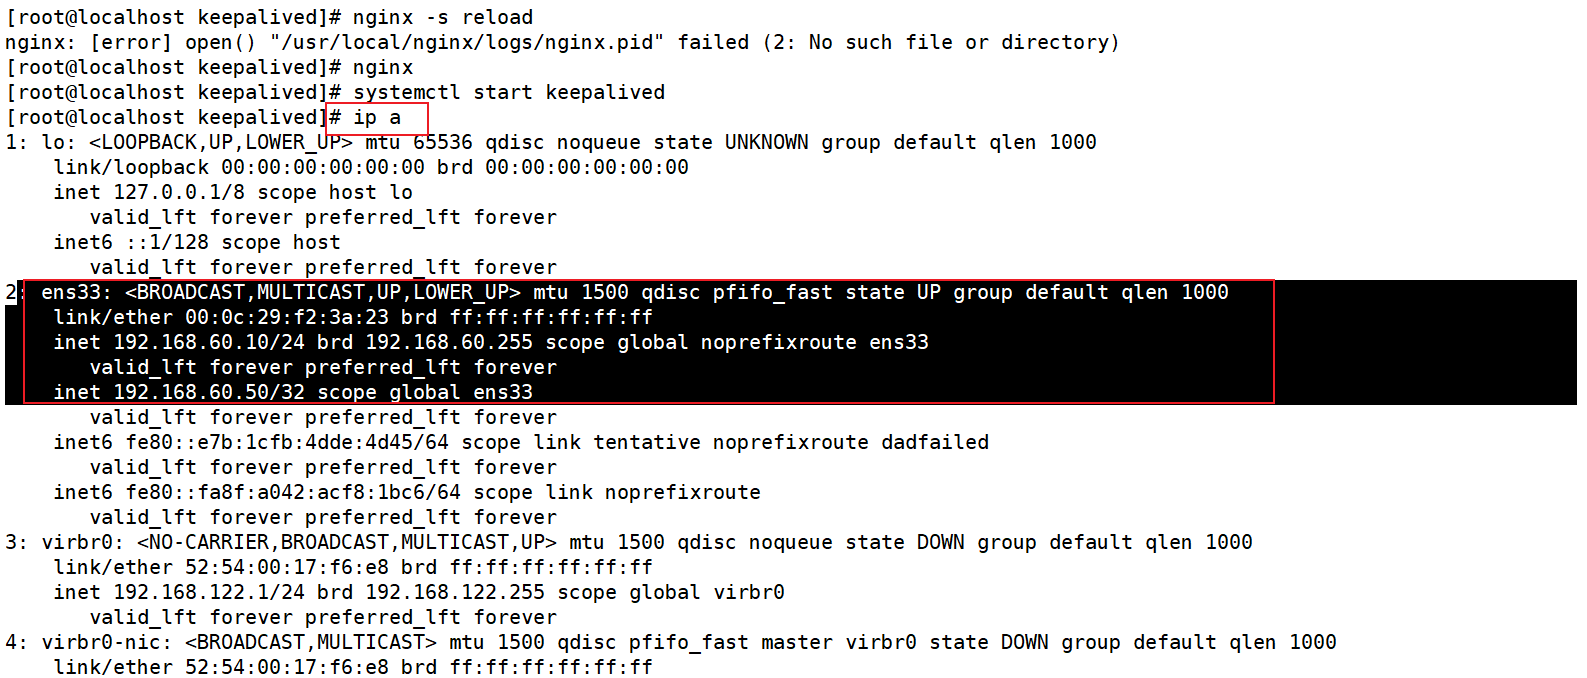 [root@localhost keepalived]# nginx -s reload
nginx: [error] open() "/usr/local/nginx/logs/nginx.pid" failed (2: No such file or directory)
[root@localhost keepalived]# nginx
[root@localhost keepalived]# systemctl start keepalived
[root@localhost keepalived]# ip a
1: lo: <LOOPBACK,UP,LOWER_UP> mtu 65536 qdisc noqueue state UNKNOWN group default qlen 1000
    link/loopback 00:00:00:00:00:00 brd 00:00:00:00:00:00
    inet 127.0.0.1/8 scope host lo
       valid_lft forever preferred_lft forever
    inet6 ::1/128 scope host
       valid_lft forever preferred_lft forever
2: ens33: <BROADCAST,MULTICAST,UP,LOWER_UP> mtu 1500 qdisc pfifo_fast state UP group default qlen 1000
    link/ether 00:0c:29:f2:3a:23 brd ff:ff:ff:ff:ff:ff
    inet 192.168.60.10/24 brd 192.168.60.255 scope global noprefixroute ens33
       valid_lft forever preferred_lft forever
    inet 192.168.60.50/32 scope global ens33
       valid_lft forever preferred_lft forever
    inet6 fe80::e7b:1cfb:4dde:4d45/64 scope link tentative noprefixroute dadfailed
       valid_lft forever preferred_lft forever
    inet6 fe80::fa8f:a042:acf8:1bc6/64 scope link noprefixroute
       valid_lft forever preferred_lft forever
3: virbr0: <NO-CARRIER,BROADCAST,MULTICAST,UP> mtu 1500 qdisc noqueue state DOWN group default qlen 1000
    link/ether 52:54:00:17:f6:e8 brd ff:ff:ff:ff:ff:ff
    inet 192.168.122.1/24 brd 192.168.122.255 scope global virbr0
       valid_lft forever preferred_lft forever
4: virbr0-nic: <BROADCAST,MULTICAST> mtu 1500 qdisc pfifo_fast master virbr0 state DOWN group default qlen 1000
    link/ether 52:54:00:17:f6:e8 brd ff:ff:ff:ff:ff:ff